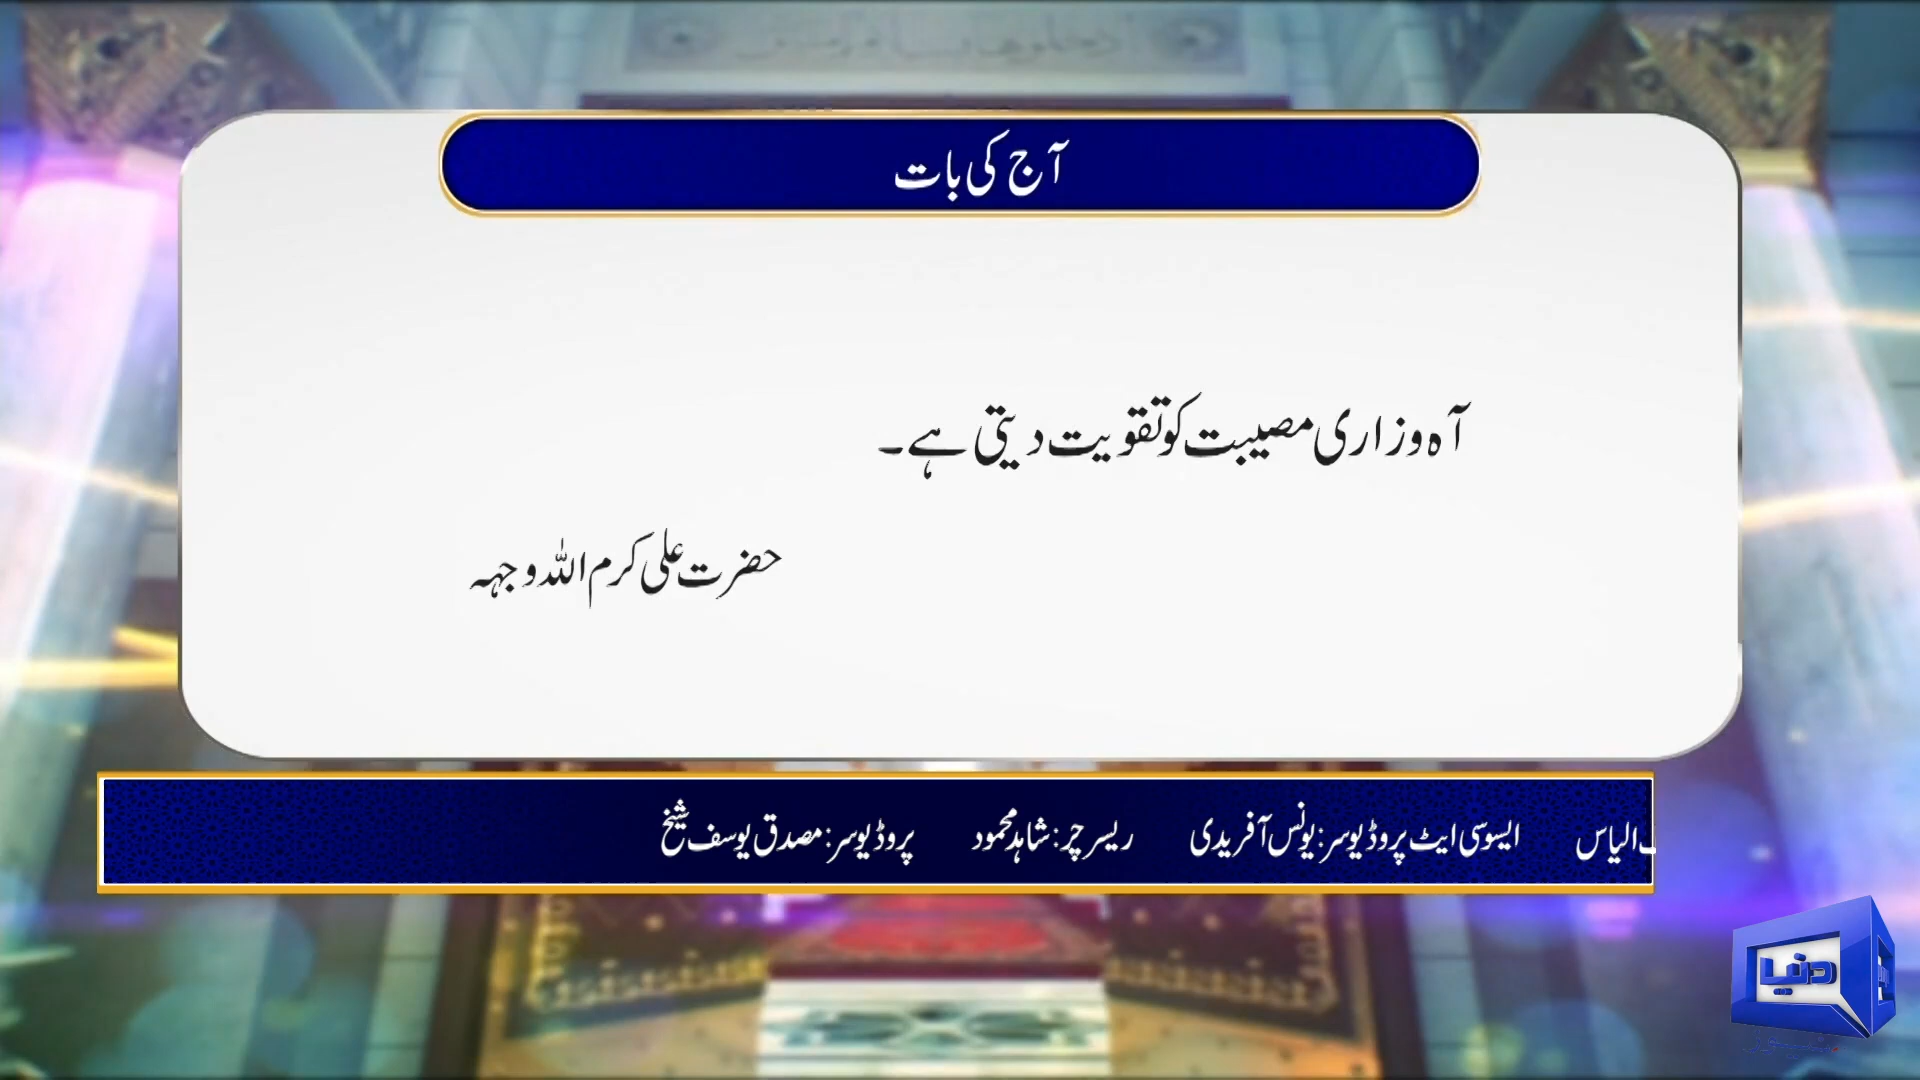 آج کی بات
آہ وزاری مصیبت کو تقویت دیتی ہے۔
حضرت علی کرم اللہ وجہہ
الیاس ایسوسی ایٹ پروڈیوسر: یونس آفریدی ریسرچر: شاہد محمود پروڈیوسر: مصدق یوسف شیخ
دنیا